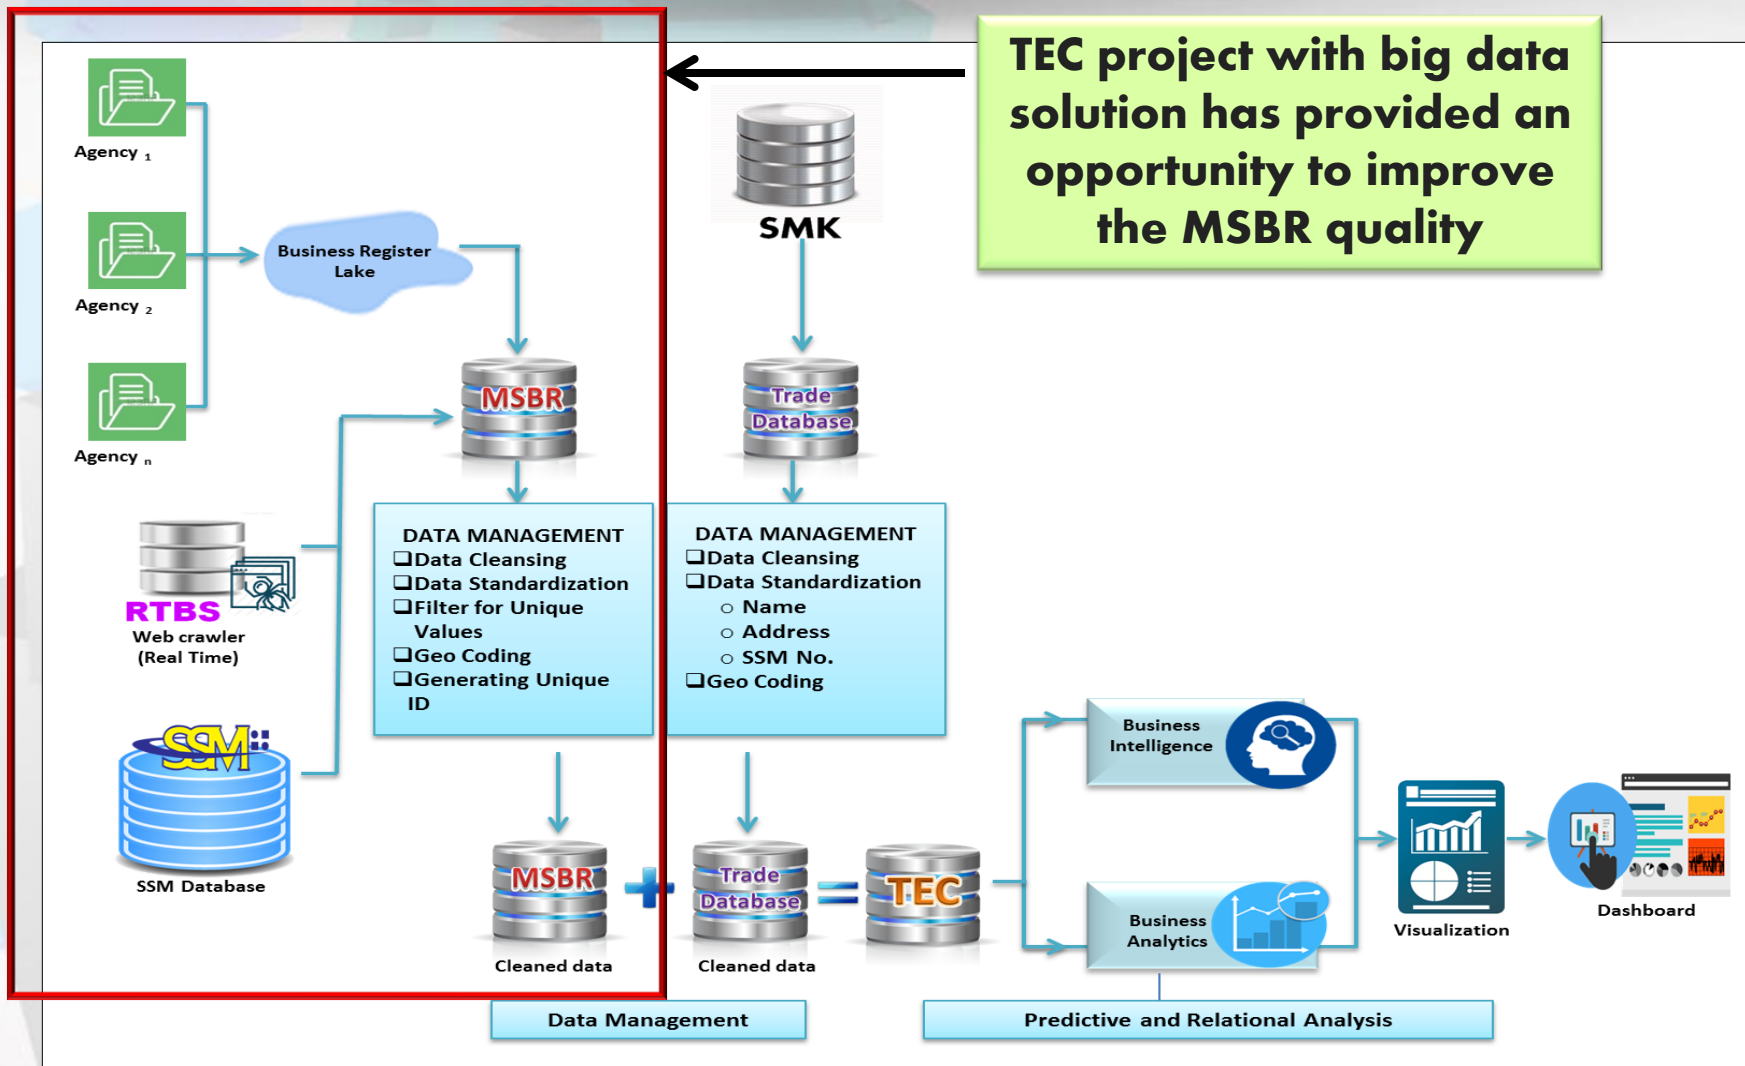 TEC project with big data
solution has provided an
opportunity to improve
the MSBR quality
Agency 1
Agency 2
Agency n
Business Register
Lake
MSBR
RTBS
Web crawler
(Real Time)
SSM
SSM Database
DATA MANAGEMENT
❑Data Cleansing
❑Data Standardization
❑Filter for Unique
Values
❑Geo Coding
❑Generating Unique
ID
MSBR
Cleaned data
SMK
Trade
Database
DATA MANAGEMENT
❑Data Cleansing
❑Data Standardization
o Name
o Address
o SSM No.
❑Geo Coding
Trade
Database
Cleaned data
TEC
Business
Intelligence
Business
Analytics
Visualization
Dashboard
Data Management
Predictive and Relational Analysis